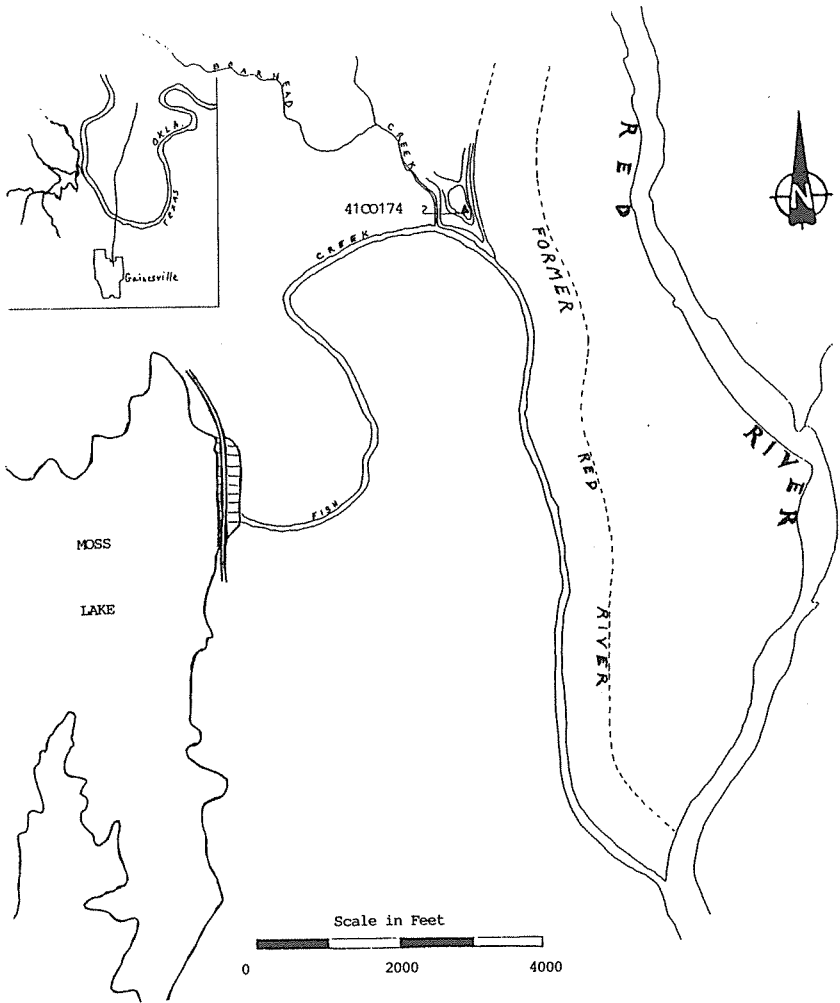 BEARHEAD
CREEK
OKLA.
TEXAS
Gainesville
41CO174
RED
RIVER
N
CREEK
FISH
FORMER
RED
RIVER
MOSS
LAKE
Scale in Feet
0 2000 4000